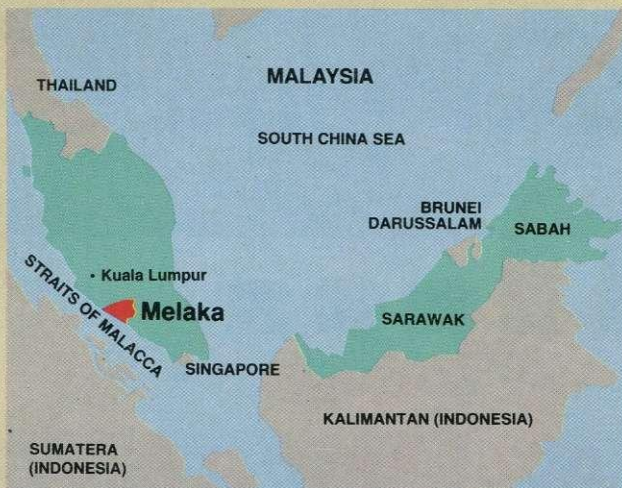 THAILAND
MALAYSIA
SOUTH CHINA SEA
BRUNEI
DARUSSALAM
SABAH
Kuala Lumpur
STRAITS OF MALACCA
Melaka
SARAWAK
SINGAPORE
KALIMANTAN (INDONESIA)
SUMATERA
(INDONESIA)